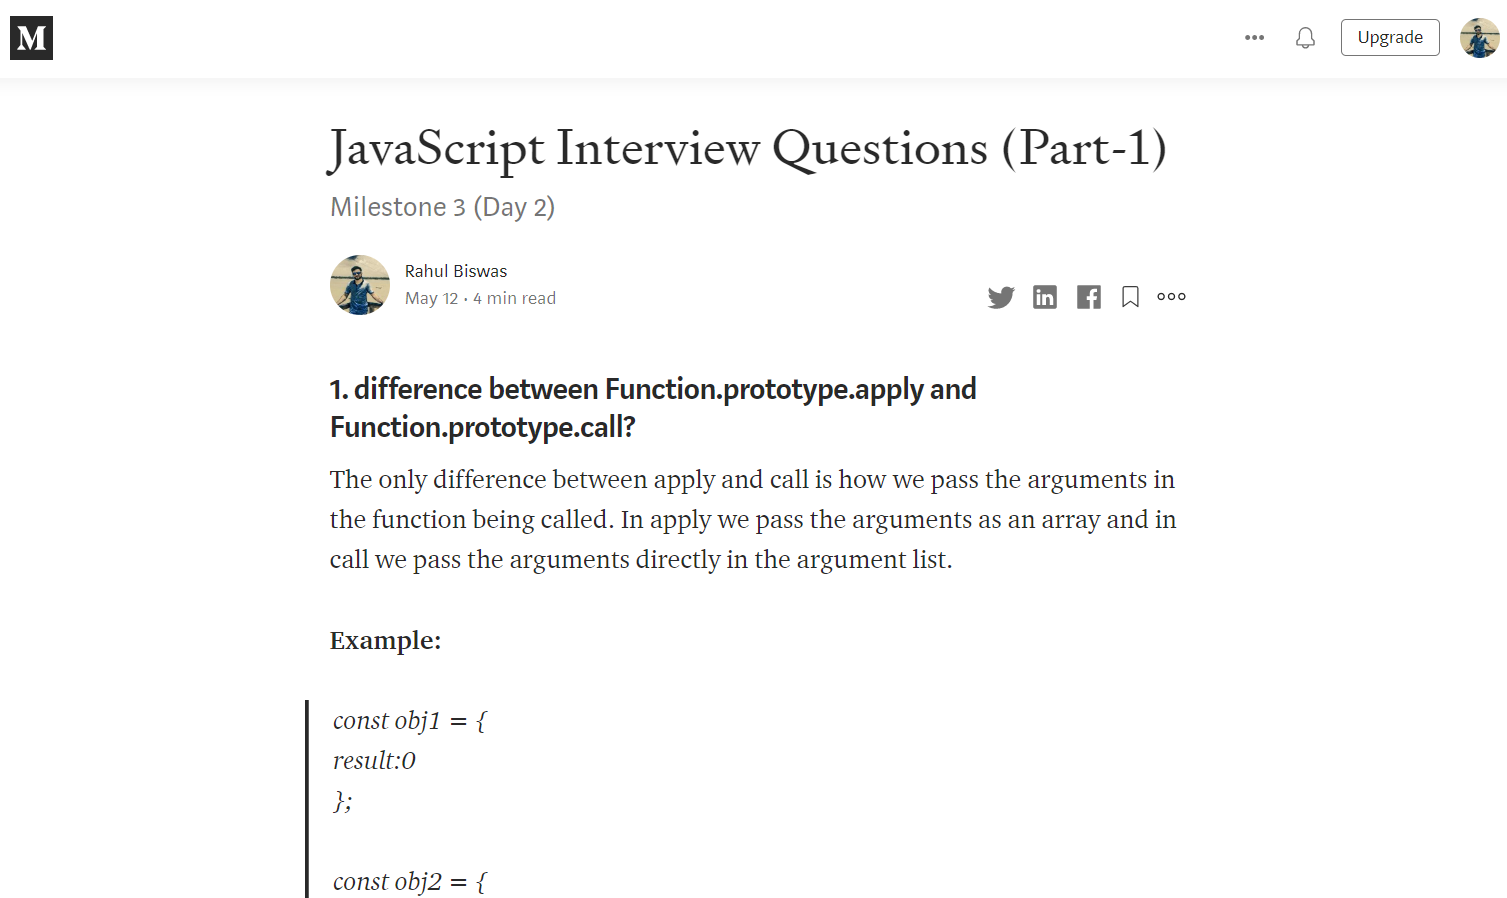 M
Upgrade
JavaScript Interview Questions (Part-1)
Milestone 3 (Day 2)
Rahul Biswas
May 12 · 4 min read
1. difference between Function.prototype.apply and
Function.prototype.call?
The only difference between apply and call is how we pass the arguments in
the function being called. In apply we pass the arguments as an array and in
call we pass the arguments directly in the argument list.
Example:
const obj1 = {
result:0
};
const obj2 = {